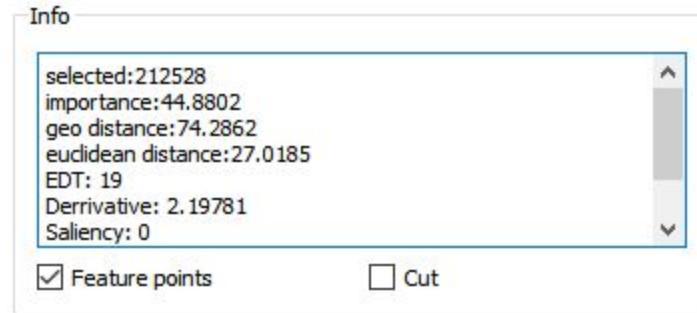 Info
selected:212528
importance:44.8802
geo distance:74.2862
euclidean distance:27.0185
EDT: 19
Derrivative: 2.19781
Saliency: 0
Feature points Cut